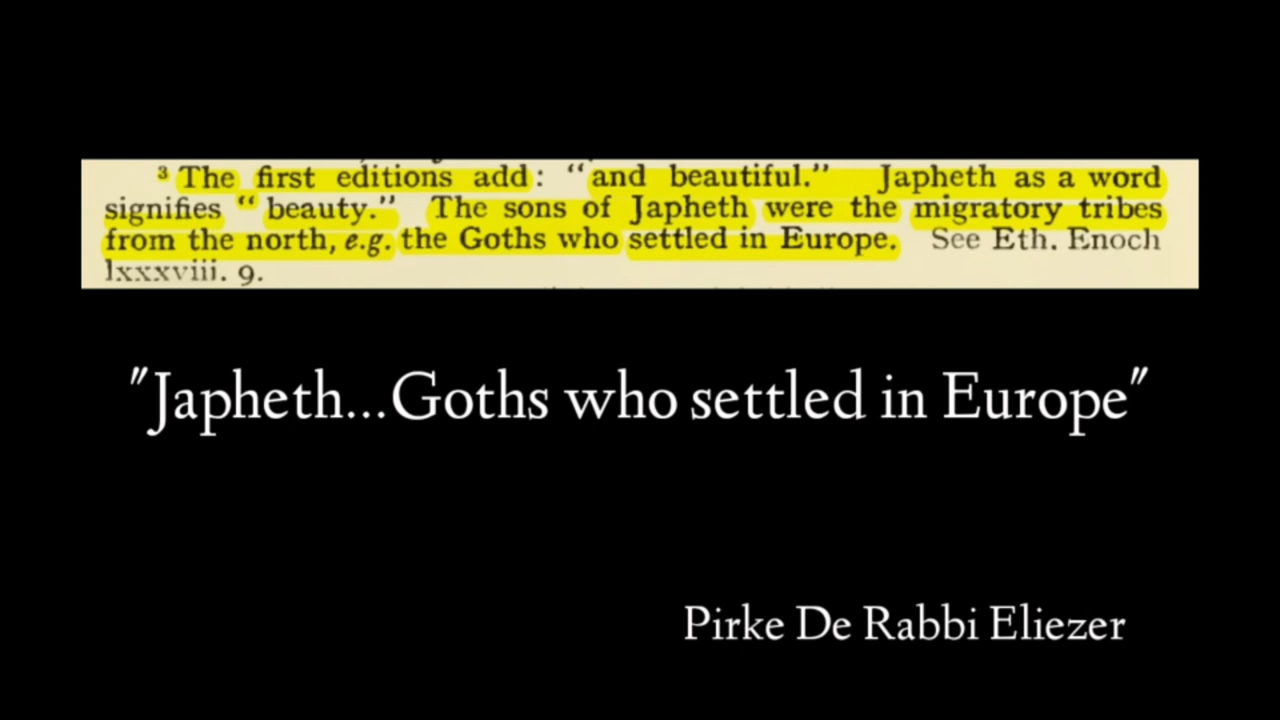 ³ The first editions add: “and beautiful.” Japheth as a word
signifies “beauty.” The sons of Japheth were the migratory tribes
from the north, e.g. the Goths who settled in Europe. See Eth. Enoch
lxxxviii. 9.
"Japheth...Goths who settled in Europe"
Pirke De Rabbi Eliezer